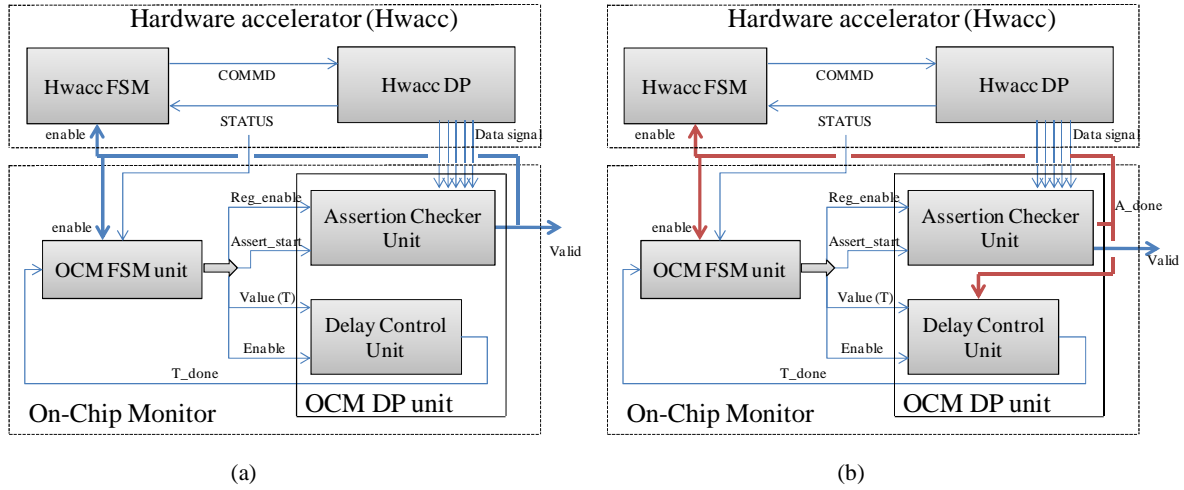 Hardware accelerator (Hwacc)
Hwacc FSM
COMMD
Hwacc DP
STATUS
enable
Data signal
enable
Reg_enable
Assertion Checker
Unit
Assert_start
Valid
OCM FSM unit
Value (T)
Delay Control
Unit
Enable
T_done
On-Chip Monitor
OCM DP unit
(a)
Hardware accelerator (Hwacc)
Hwacc FSM
COMMD
Hwacc DP
STATUS
enable
Data signal
enable
Reg_enable
Assertion Checker
Unit
A_done
Assert_start
Valid
OCM FSM unit
Value (T)
Delay Control
Unit
Enable
T_done
On-Chip Monitor
OCM DP unit
(b)